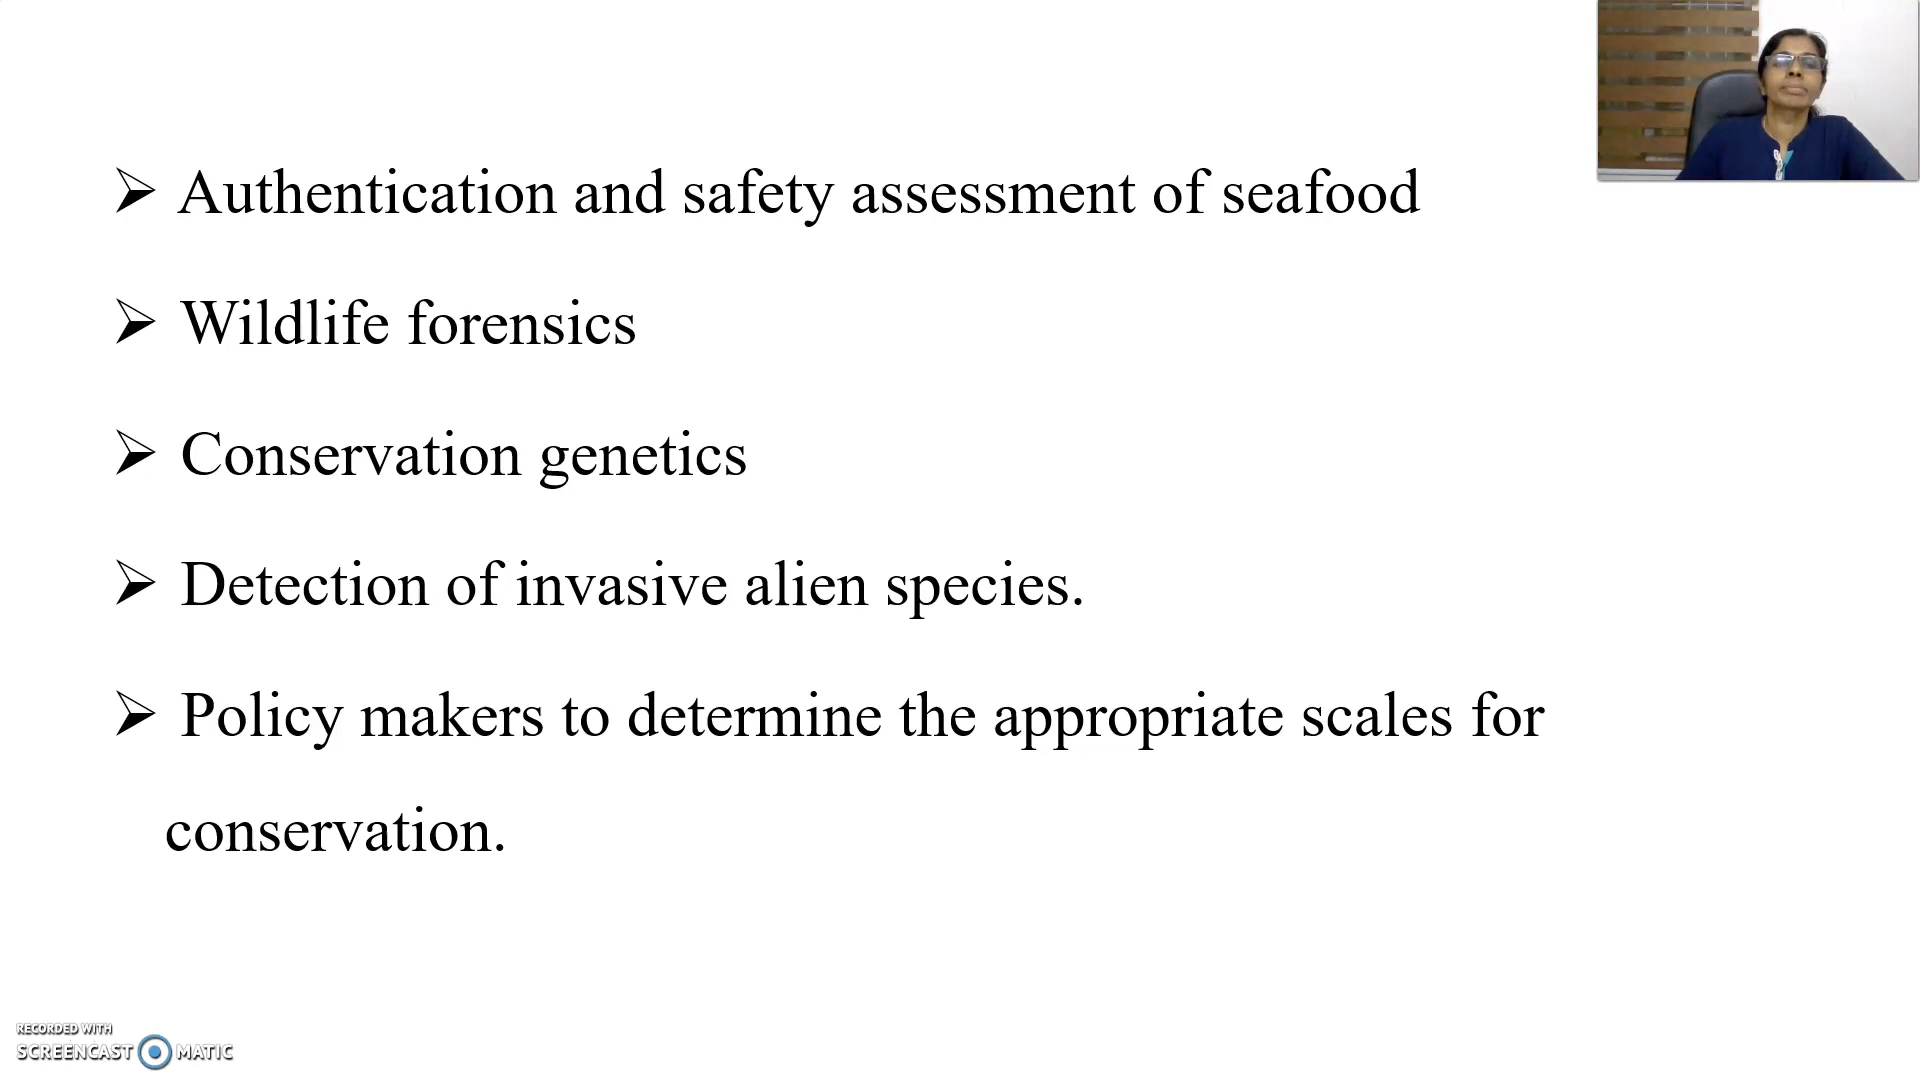 ➢ Authentication and safety assessment of seafood
➢ Wildlife forensics
➢ Conservation genetics
➢ Detection of invasive alien species.
➢ Policy makers to determine the appropriate scales for
conservation.
RECORDED WITH
SCREENCAST MATIC